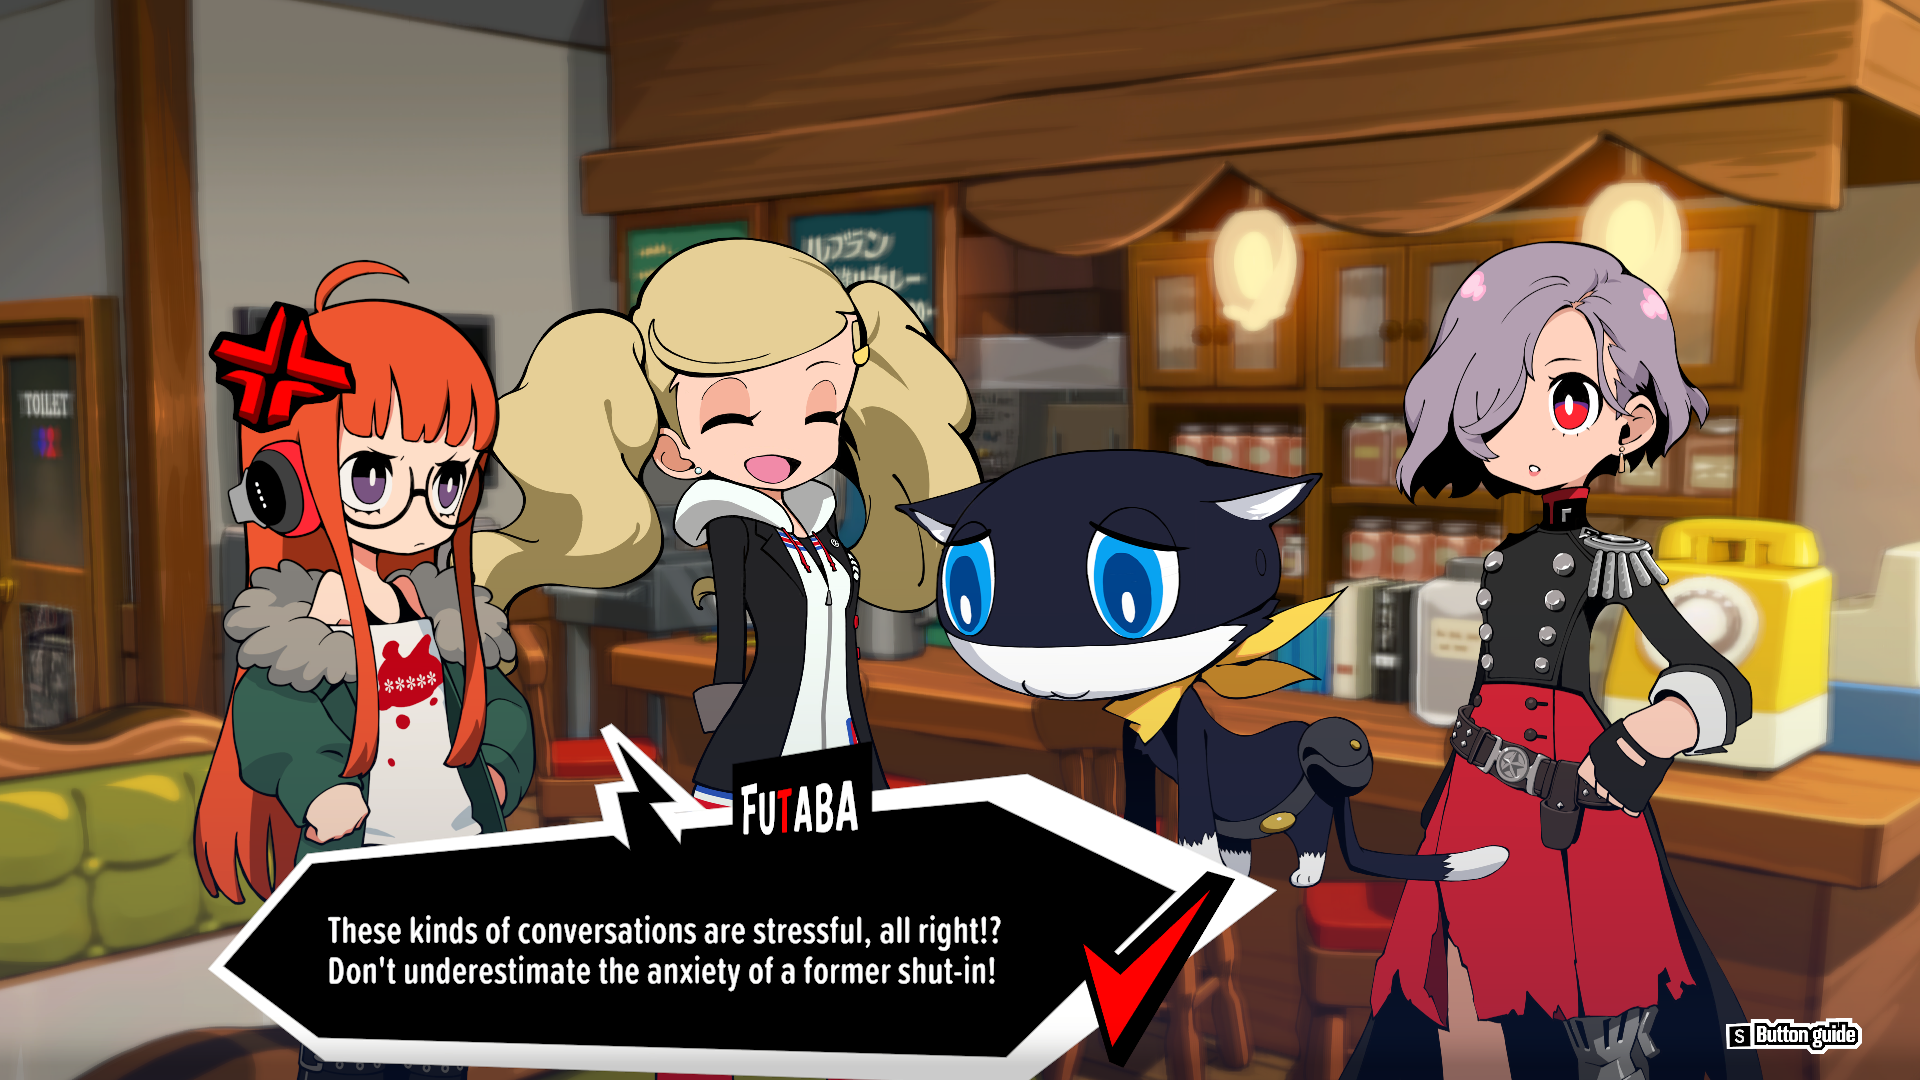 TOILET
ルブラン
FUTABA
*****
These kinds of conversations are stressful, all right!?
Don't underestimate the anxiety of a former shut-in!
S Button guide